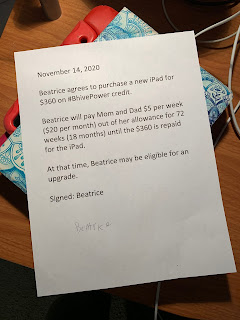 November 14, 2020
Beatrice agrees to purchase a new iPad for
$360 on #BhivePower credit.
Beatrice will pay Mom and Dad $5 per week
($20 per month) out of her allowance for 72
weeks (18 months) until the $360 is repaid
for the iPad.
At that time, Beatrice may be eligible for an
upgrade.
Signed: Beatrice